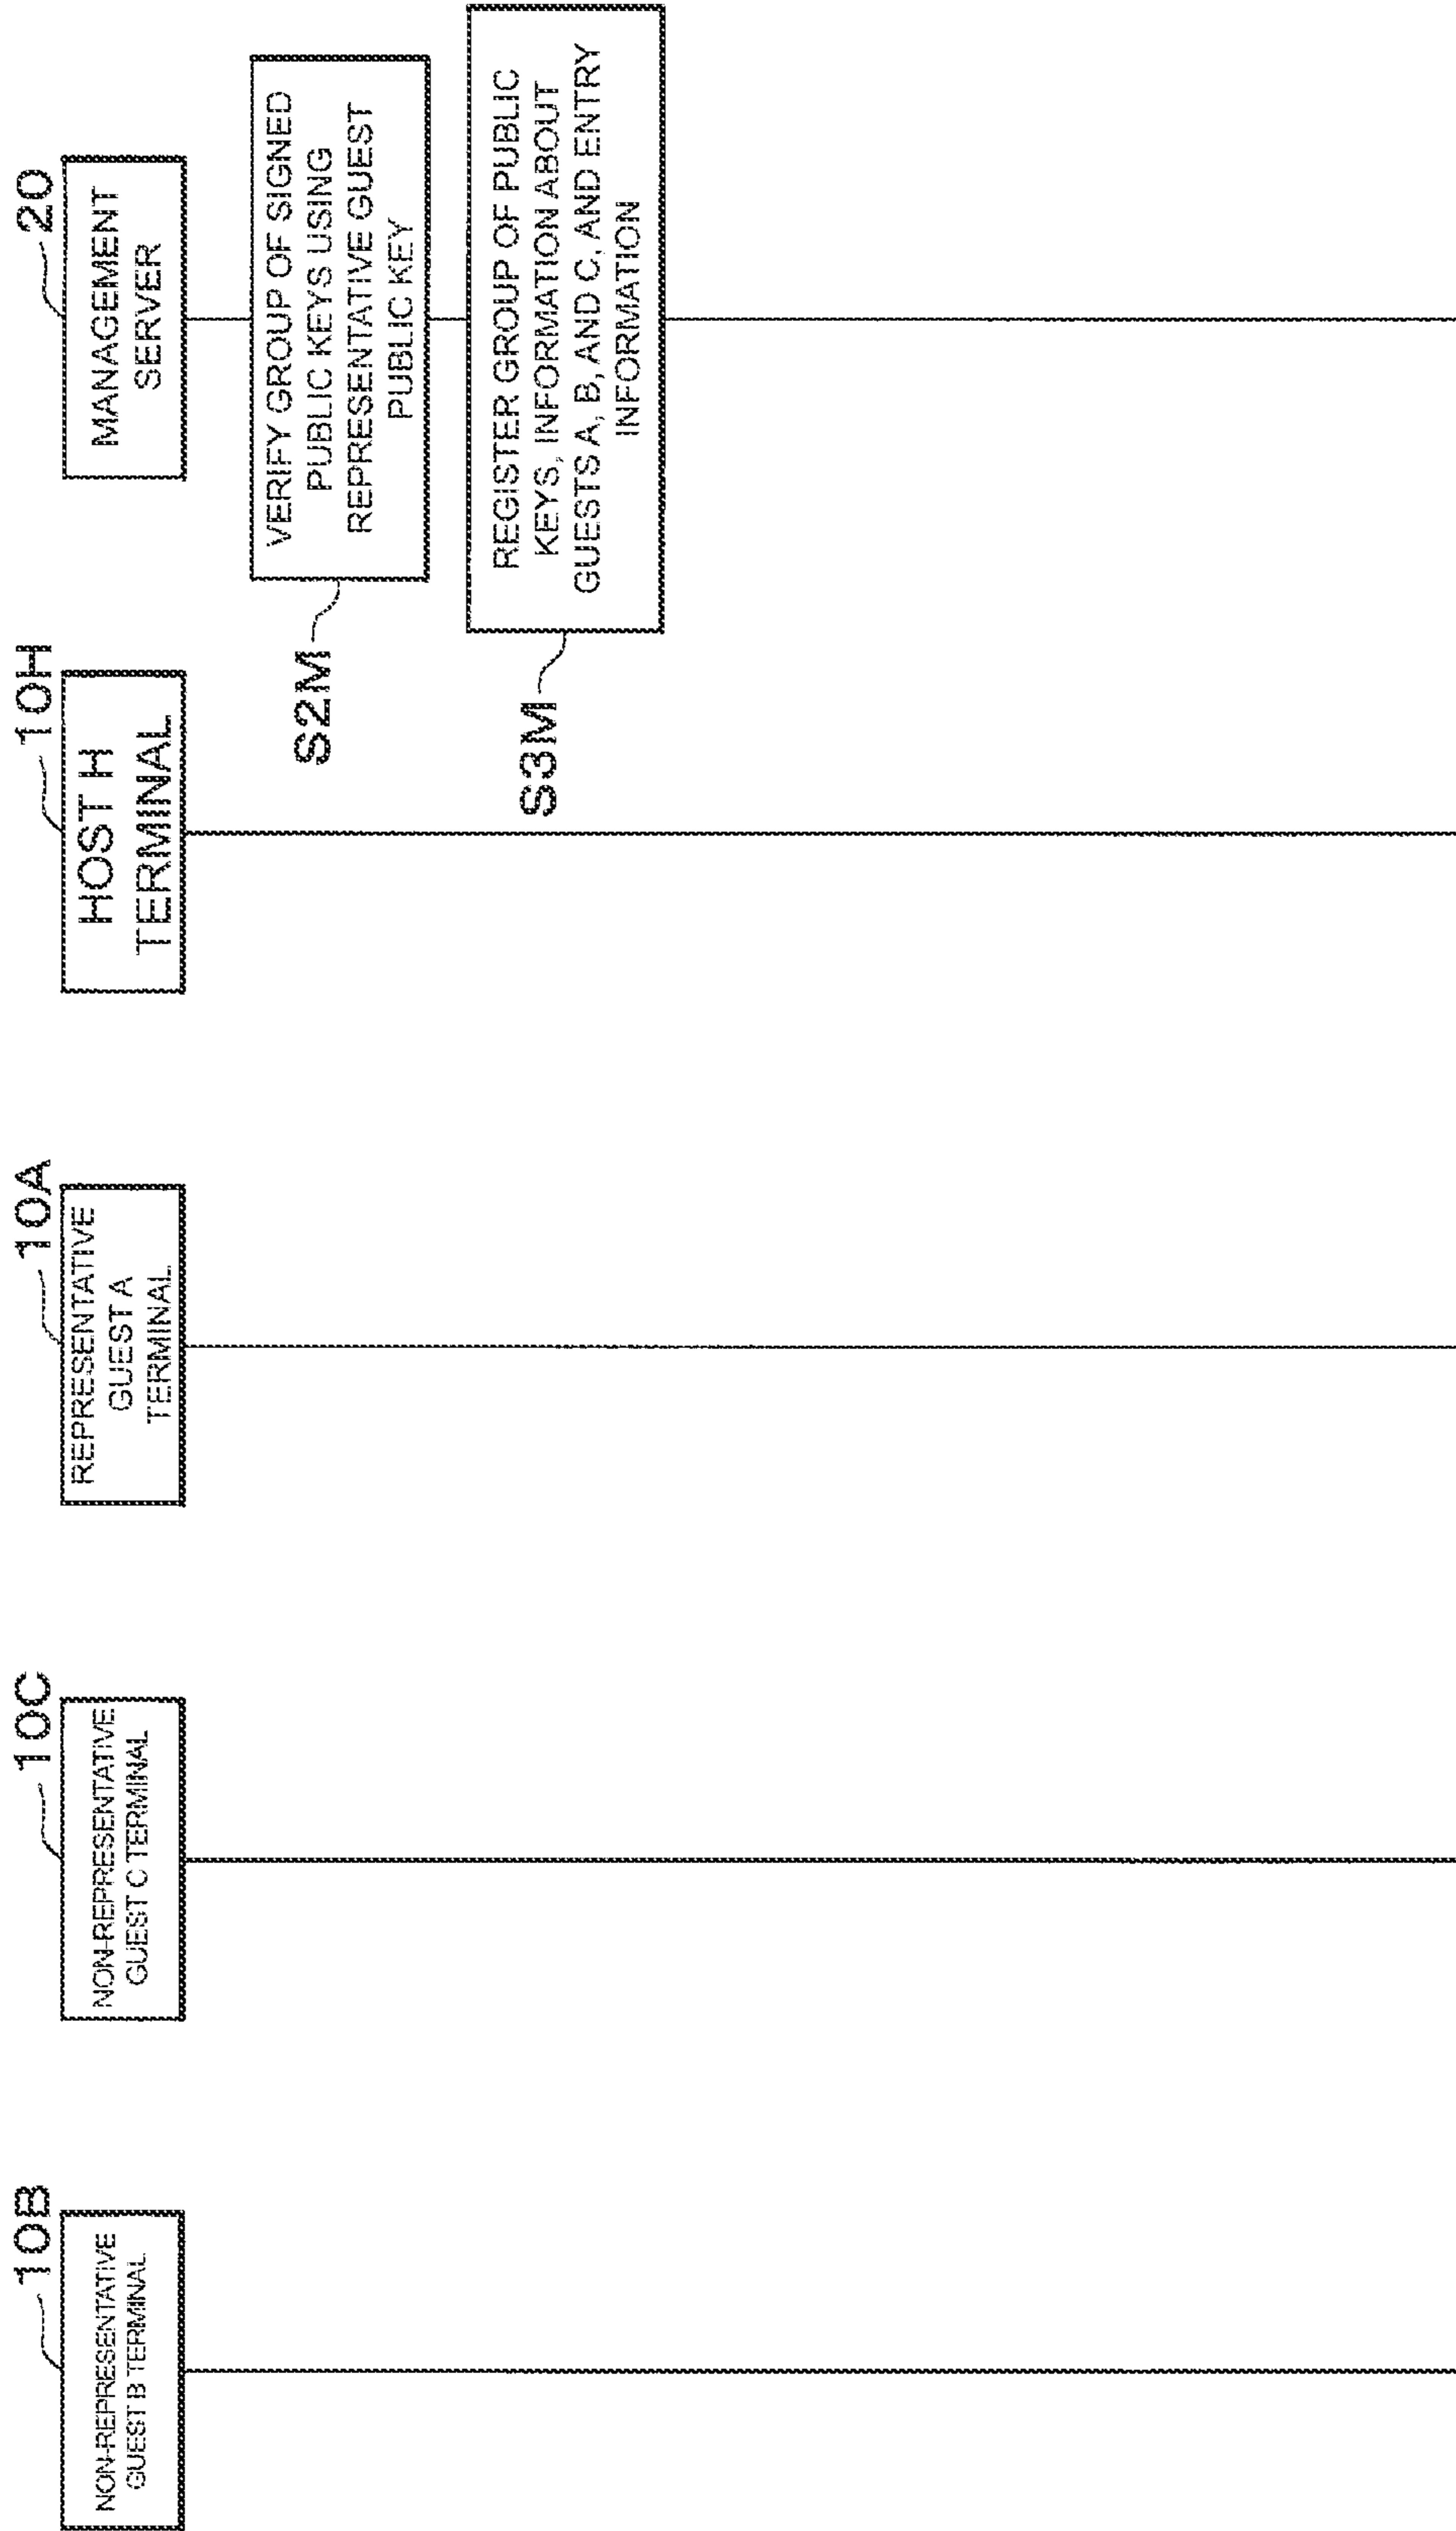 10B
NON-REPRESENTATIVE
GUEST B TERMINAL
10C
NON-REPRESENTATIVE
GUEST C TERMINAL
10A
REPRESENTATIVE
GUEST A
TERMINAL
10H
HOST H
TERMINAL
20
MANAGEMENT
SERVER
S2M
VERIFY GROUP OF SIGNED
PUBLIC KEYS USING
REPRESENTATIVE GUEST
PUBLIC KEY
S3M
REGISTER GROUP OF PUBLIC
KEYS, INFORMATION ABOUT
GUESTS A, B, AND C, AND ENTRY
INFORMATION